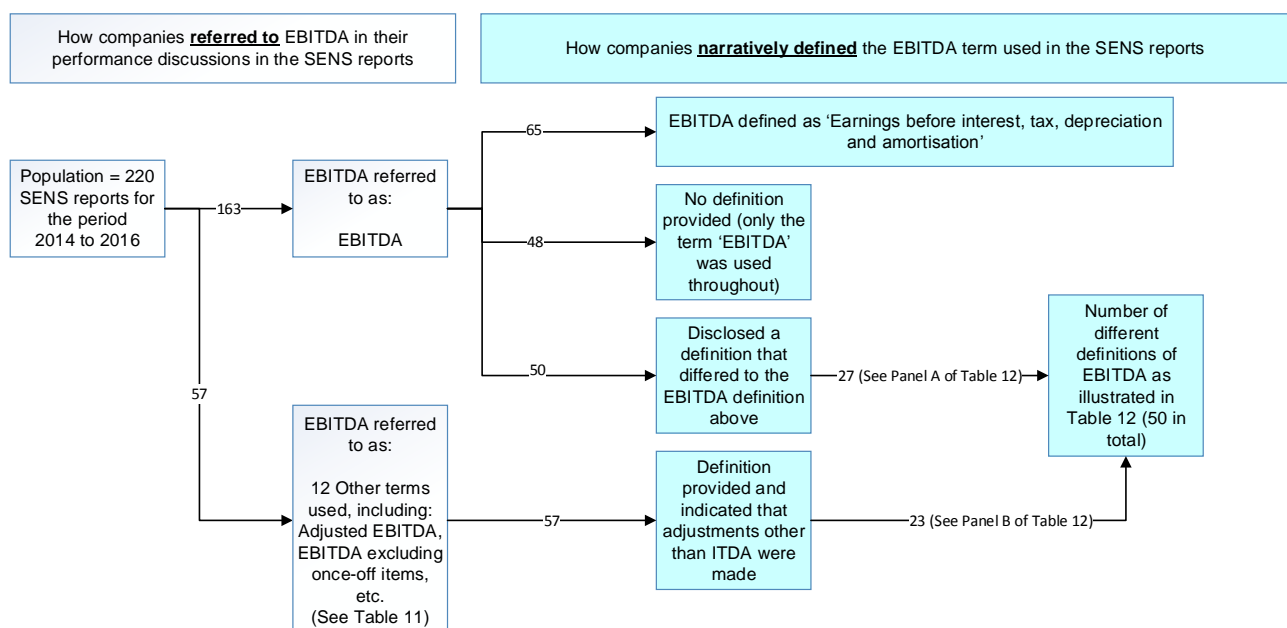 How companies referred to EBITDA in their
performance discussions in the SENS reports
How companies narratively defined the EBITDA term used in the SENS reports
Population = 220
SENS reports for
the period
2014 to 2016
163
57
EBITDA referred
to as:
EBITDA
65
48
50
EBITDA defined as ‘Earnings before interest, tax, depreciation
and amortisation’
No definition
provided (only the
term ‘EBITDA’
was used
throughout)
Disclosed a
definition that
differed to the
EBITDA definition
above
27 (See Panel A of Table 12)
Number of
different
definitions of
EBITDA as
illustrated in
Table 12 (50 in
total)
EBITDA referred
to as:
12 Other terms
used, including:
Adjusted EBITDA,
EBITDA excluding
once-off items,
etc.
(See Table 11)
57
Definition
provided and
indicated that
adjustments other
than ITDA were
made
23 (See Panel B of Table 12)